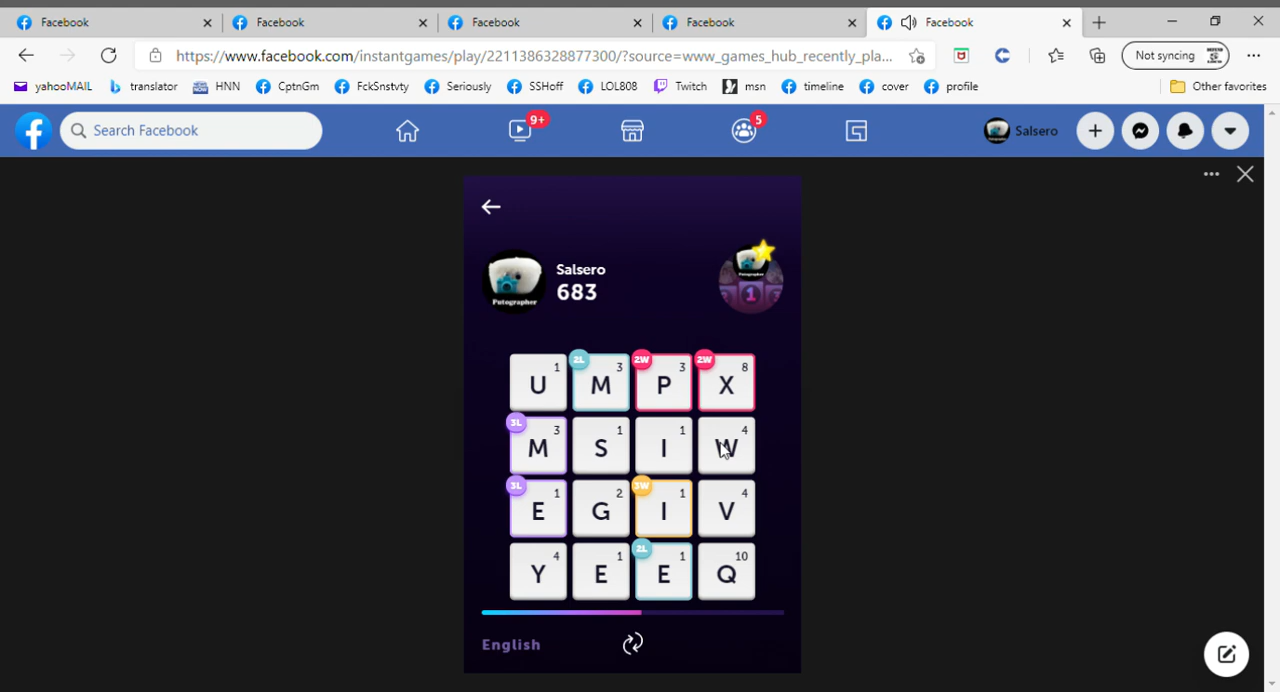 Facebook Facebook Facebook Facebook Facebook
https://www.facebook.com/instantgames/play/2211386328877300/?source=www_games_hub_recently_pla... Not syncing
yahooMAIL translator HNN CptnGm FckSnstvty Seriously SSHoff LOL808 Twitch msn timeline cover profile Other favorites
Search Facebook 9+ 5 Salsero
Salsero
683
Putographer
1
U 1 2L M 3 2W P 3 2W X 8
3L M 3 S 1 I 1 W 4
3L E 1 G 2 3W I 1 V 4
Y 4 E 1 2L E 1 Q 10
English